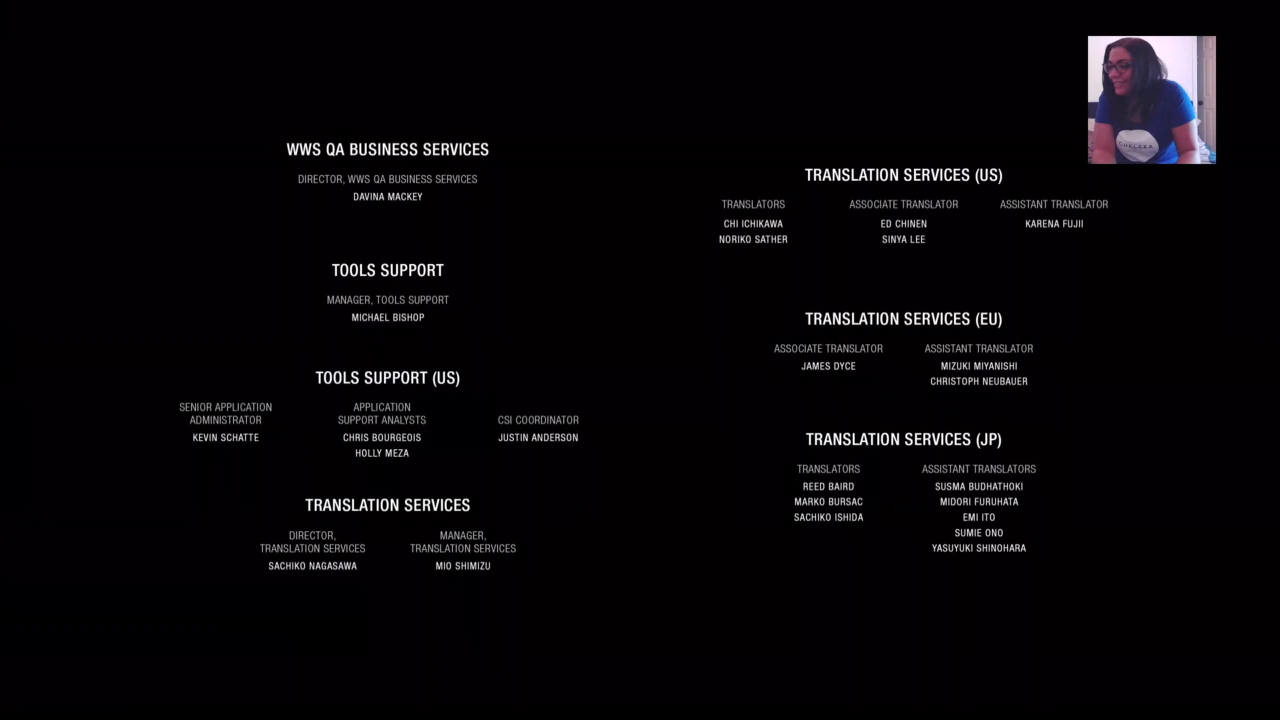 WWS QA BUSINESS SERVICES
DIRECTOR, WWS QA BUSINESS SERVICES
DAVINA MACKEY
TOOLS SUPPORT
MANAGER, TOOLS SUPPORT
MICHAEL BISHOP
TOOLS SUPPORT (US)
SENIOR APPLICATION
ADMINISTRATOR
KEVIN SCHATTE
APPLICATION
SUPPORT ANALYSTS
CHRIS BOURGEOIS
HOLLY MEZA
CSI COORDINATOR
JUSTIN ANDERSON
TRANSLATION SERVICES
DIRECTOR,
TRANSLATION SERVICES
SACHIKO NAGASAWA
MANAGER,
TRANSLATION SERVICES
MIO SHIMIZU
TRANSLATION SERVICES (US)
TRANSLATORS
CHI ICHIKAWA
NORIKO SATHER
ASSOCIATE TRANSLATOR
ED CHINEN
SINYA LEE
ASSISTANT TRANSLATOR
KARENA FUJII
TRANSLATION SERVICES (EU)
ASSOCIATE TRANSLATOR
JAMES DYCE
ASSISTANT TRANSLATOR
MIZUKI MIYANISHI
CHRISTOPH NEUBAUER
TRANSLATION SERVICES (JP)
TRANSLATORS
REED BAIRD
MARKO BURSAC
SACHIKO ISHIDA
ASSISTANT TRANSLATORS
SUSMA BUDHATHOKI
MIDORI FURUHATA
EMI ITO
SUMIE ONO
YASUYUKI SHINOHARA